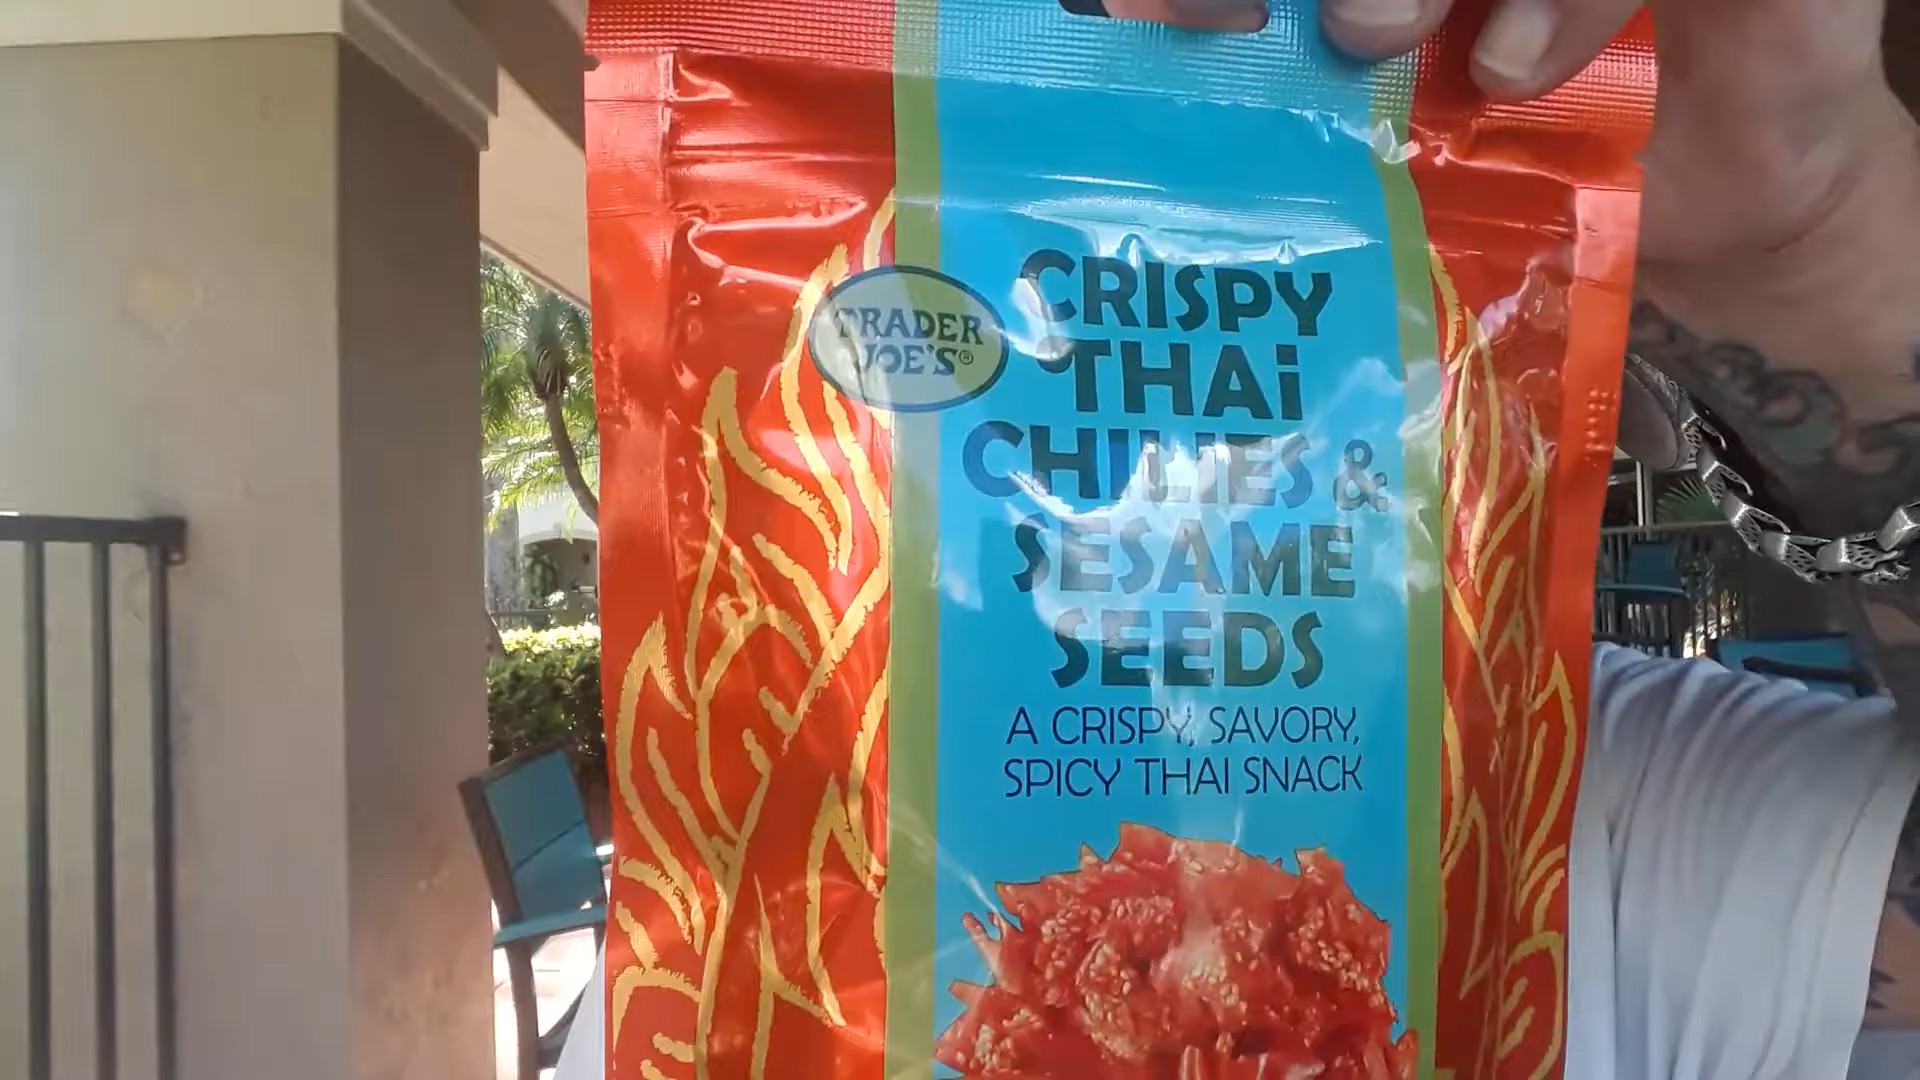 TRADER
JOE'S®
CRISPY
THAi
CHILIES &
SESAME
SEEDS
A CRISPY, SAVORY,
SPICY THAI SNACK